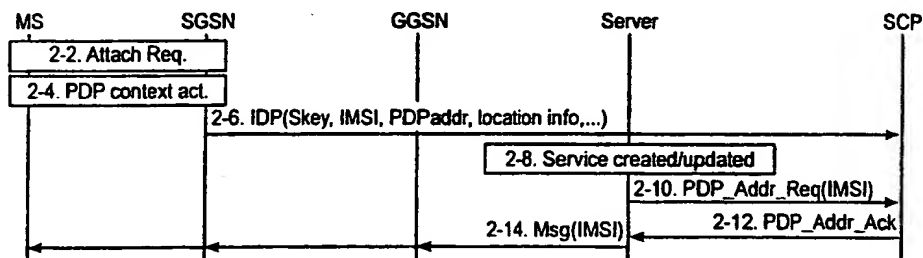 MS SGSN GGSN Server SCP
2-2. Attach Req.
2-4. PDP context act.
2-6. IDP(Skey, IMSI, PDPaddr, location info,...)
2-8. Service created/updated
2-10. PDP_Addr_Req(IMSI)
2-12. PDP_Addr_Ack
2-14. Msg(IMSI)